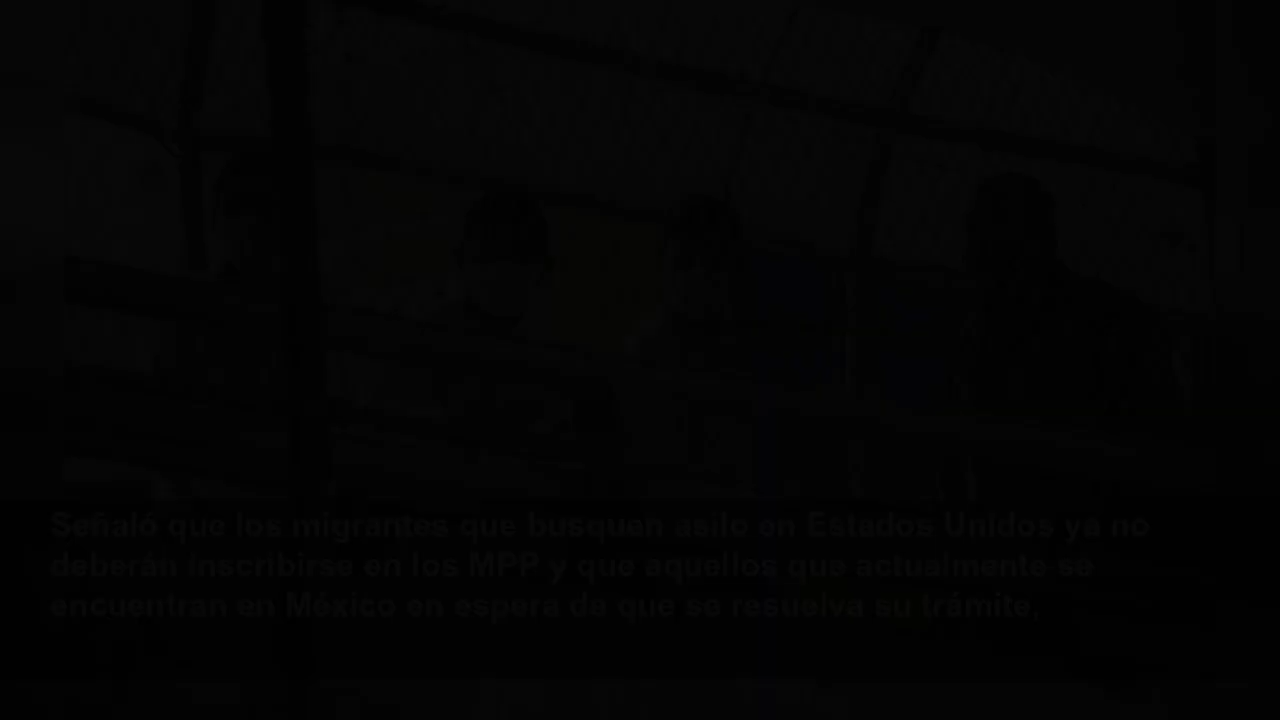 Señaló que los migrantes que busquen asilo en Estados Unidos ya no
deberán inscribirse en los MPP y que aquellos que actualmente se
encuentran en México en espera de que se resuelva su trámite,